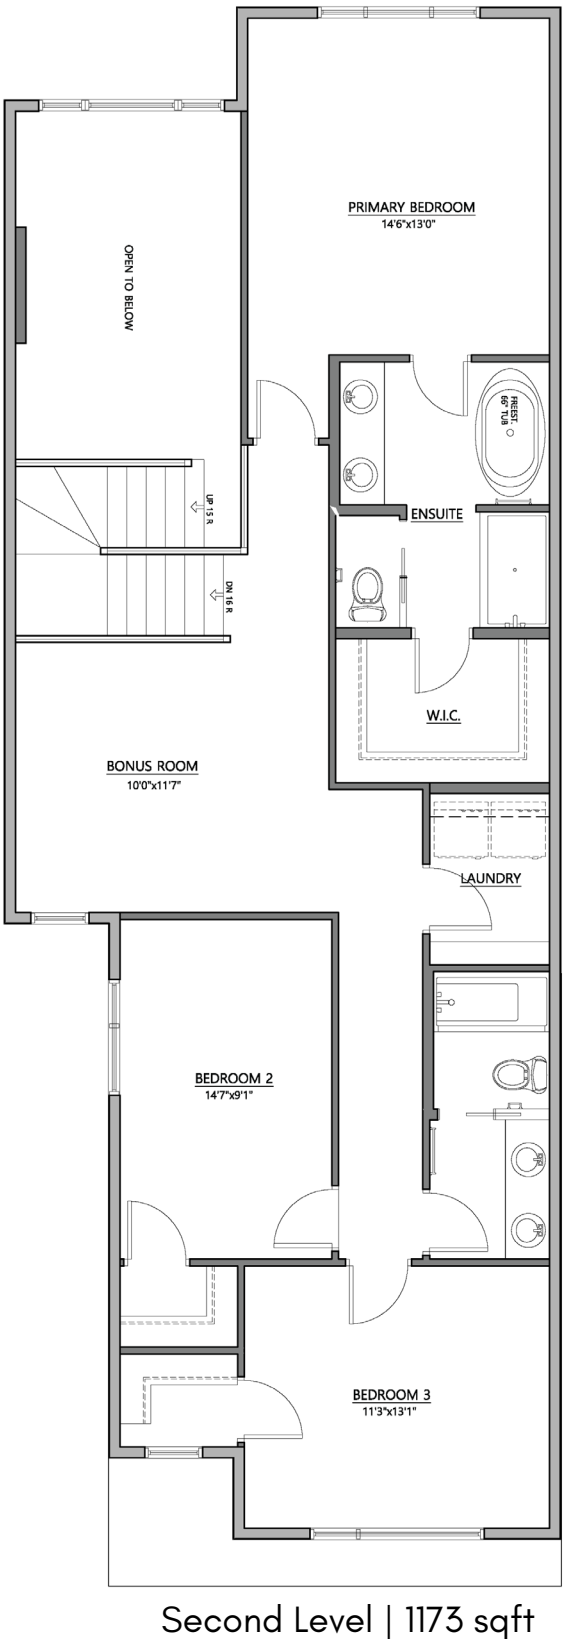 PRIMARY BEDROOM
14'6"x13'0"
OPEN TO BELOW
FREEST.
66" TUB
UP 15 R
ENSUITE
DN 16 R
W.I.C.
BONUS ROOM
10'0"x11'7"
LAUNDRY
BEDROOM 2
14'7"x9'1"
BEDROOM 3
11'3"x13'1"
Second Level | 1173 sqft